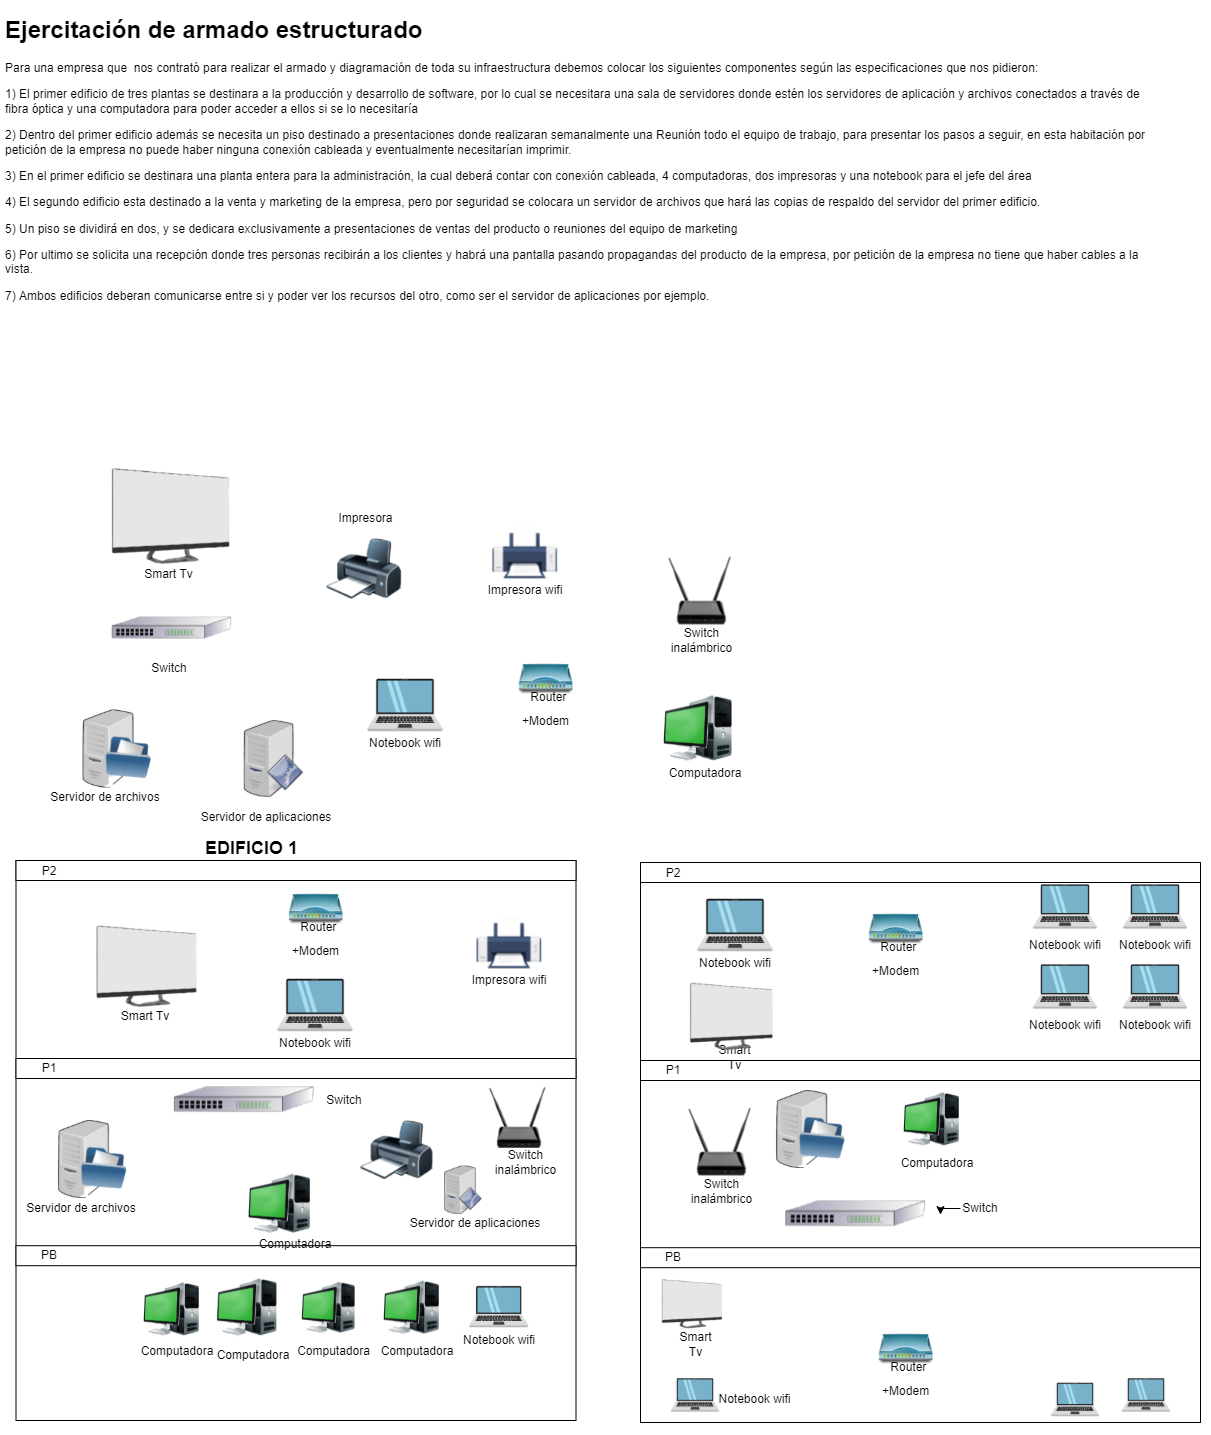 Ejercitación de armado estructurado
Para una empresa que  nos contrató para realizar el armado y diagramación de toda su infraestructura debemos colocar los siguientes componentes según las especificaciones que nos pidieron:
1) El primer edificio de tres plantas se destinara a la producción y desarrollo de software, por lo cual se necesitara una sala de servidores donde estén los servidores de aplicación y archivos conectados a través de
fibra óptica y una computadora para poder acceder a ellos si se lo necesitaría
2) Dentro del primer edificio además se necesita un piso destinado a presentaciones donde realizaran semanalmente una Reunión todo el equipo de trabajo, para presentar los pasos a seguir, en esta habitación por
petición de la empresa no puede haber ninguna conexión cableada y eventualmente necesitarían imprimir.
3) En el primer edificio se destinara una planta entera para la administración, la cual deberá contar con conexión cableada, 4 computadoras, dos impresoras y una notebook para el jefe del área
4) El segundo edificio esta destinado a la venta y marketing de la empresa, pero por seguridad se colocara un servidor de archivos que hará las copias de respaldo del servidor del primer edificio.
5) Un piso se dividirá en dos, y se dedicara exclusivamente a presentaciones de ventas del producto o reuniones del equipo de marketing
6) Por ultimo se solicita una recepción donde tres personas recibirán a los clientes y habrá una pantalla pasando propagandas del producto de la empresa, por petición de la empresa no tiene que haber cables a la
vista.
7) Ambos edificios deberan comunicarse entre si y poder ver los recursos del otro, como ser el servidor de aplicaciones por ejemplo.
Impresora
Smart Tv
Impresora wifi
Switch
inalámbrico
Switch
Router
+Modem
Notebook wifi
Computadora
Servidor de archivos
Servidor de aplicaciones
EDIFICIO 1
P2
Router
+Modem
Impresora wifi
Smart Tv
Notebook wifi
P1
Switch
Switch
inalámbrico
Servidor de archivos
Servidor de aplicaciones
Computadora
PB
Computadora
Computadora
Computadora
Computadora
Notebook wifi
P2
Notebook wifi
Router
+Modem
Notebook wifi
Notebook wifi
Notebook wifi
Notebook wifi
Smart
Tv
P1
Computadora
Switch
inalámbrico
Switch
PB
Smart
Tv
Router
+Modem
Notebook wifi